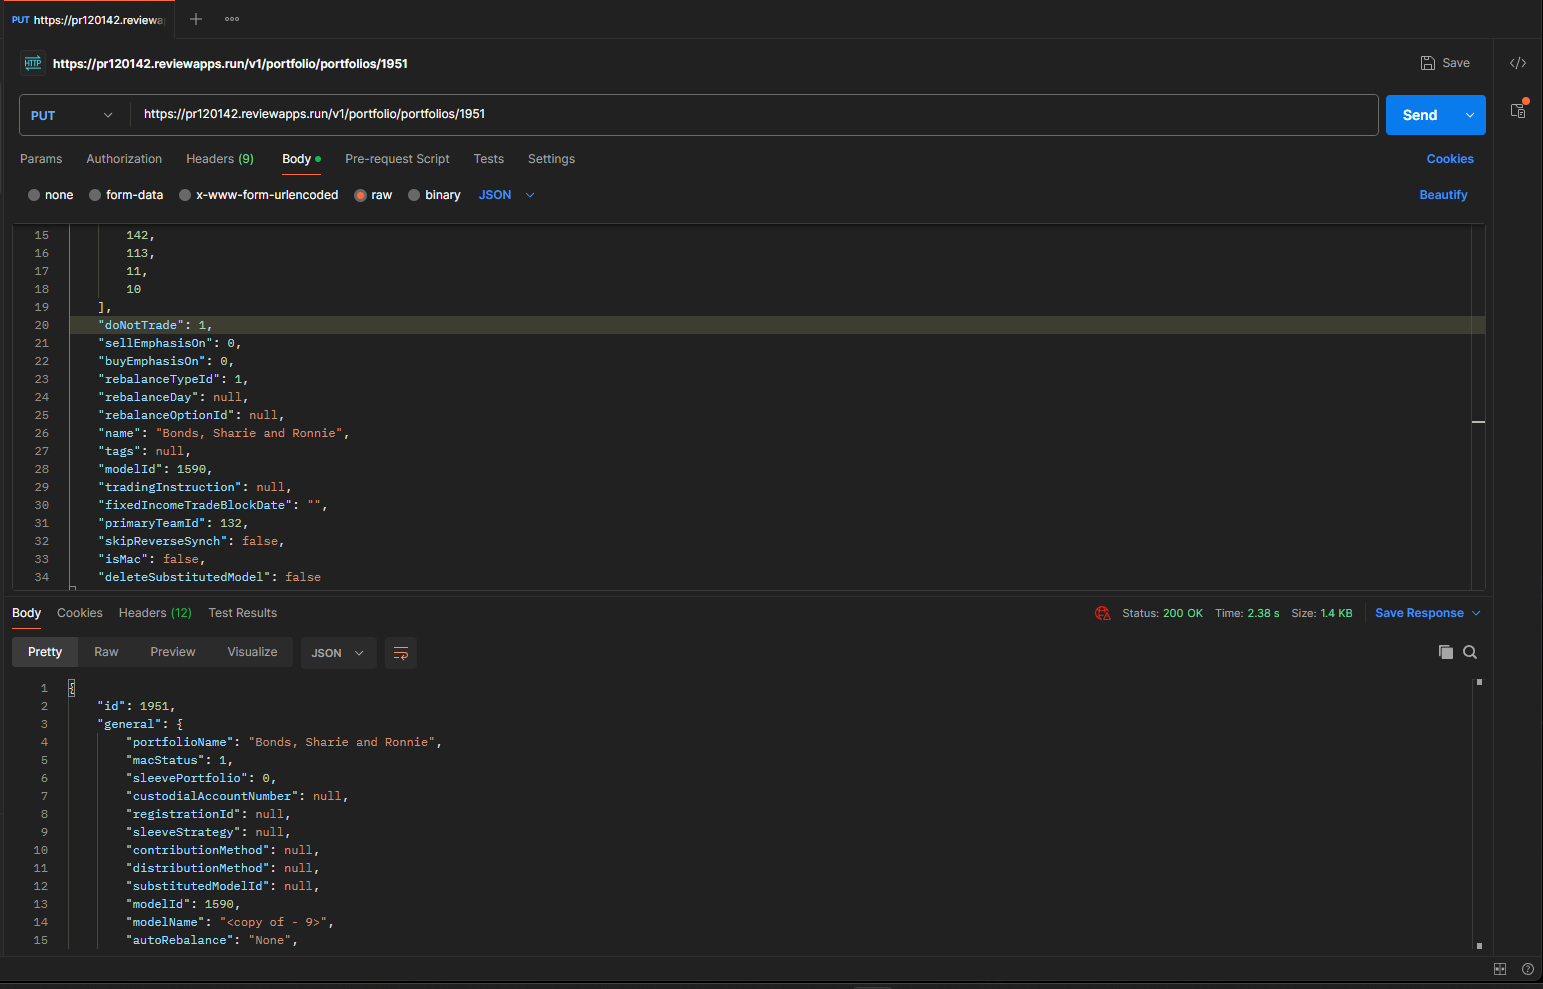 PUT https://pr120142.reviewa
HTTP https://pr120142.reviewapps.run/v1/portfolio/portfolios/1951
Save
PUT https://pr120142.reviewapps.run/v1/portfolio/portfolios/1951
Send
Params Authorization Headers (9) Body Pre-request Script Tests Settings Cookies
none form-data x-www-form-urlencoded raw binary JSON Beautify
15 142,
16 113,
17 11,
18 10
19 ],
20 "doNotTrade": 1,
21 "sellEmphasisOn": 0,
22 "buyEmphasisOn": 0,
23 "rebalanceTypeId": 1,
24 "rebalanceDay": null,
25 "rebalanceOptionId": null,
26 "name": "Bonds, Sharie and Ronnie",
27 "tags": null,
28 "modelId": 1590,
29 "tradingInstruction": null,
30 "fixedIncomeTradeBlockDate": "",
31 "primaryTeamId": 132,
32 "skipReverseSynch": false,
33 "isMac": false,
34 "deleteSubstitutedModel": false
Body Cookies Headers (12) Test Results Status: 200 OK Time: 2.38 s Size: 1.4 KB Save Response
Pretty Raw Preview Visualize JSON
1 {
2 "id": 1951,
3 "general": {
4 "portfolioName": "Bonds, Sharie and Ronnie",
5 "macStatus": 1,
6 "sleevePortfolio": 0,
7 "custodialAccountNumber": null,
8 "registrationId": null,
9 "sleeveStrategy": null,
10 "contributionMethod": null,
11 "distributionMethod": null,
12 "substitutedModelId": null,
13 "modelId": 1590,
14 "modelName": "<copy of - 9>",
15 "autoRebalance": "None",